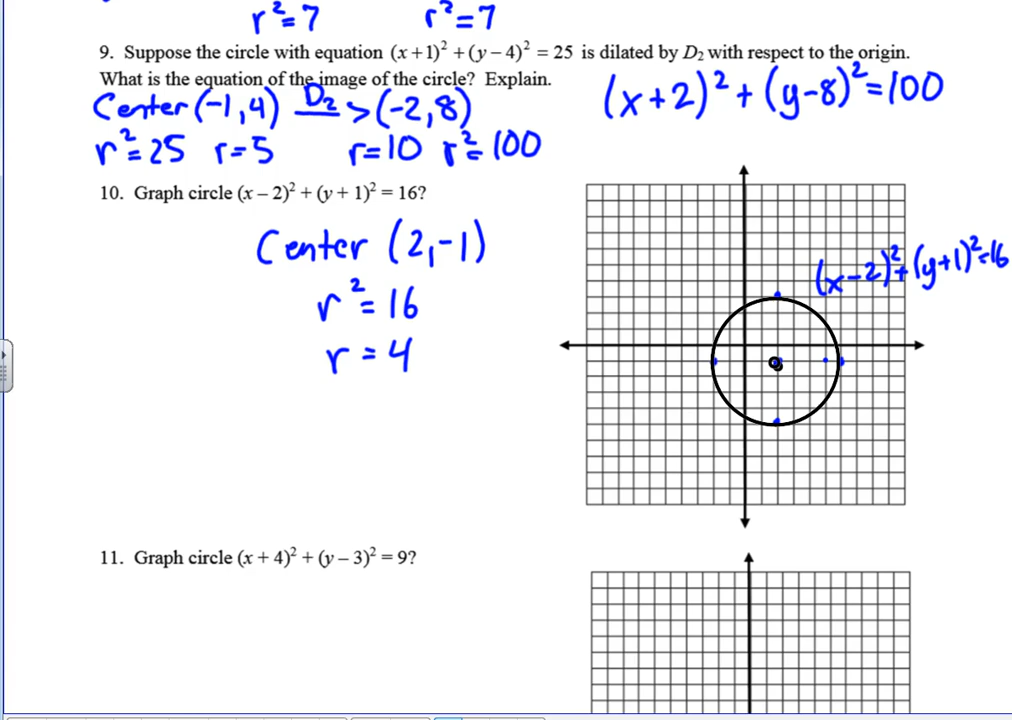 r²=7 r²=7
9. Suppose the circle with equation (x+1)² +(y−4)² = 25 is dilated by D₂ with respect to the origin.
What is the equation of the image of the circle? Explain.
(x+2)²+(y-8)²=100
Center (-1,4) D₂ > (-2,8)
r²=25 r=5 r=10 r²=100
10. Graph circle (x – 2)² + (y + 1)² = 16?
Center (2,-1)
(x-2)²+(y+1)²=16
r²=16
r=4
11. Graph circle (x + 4)² + (y – 3)² = 9?